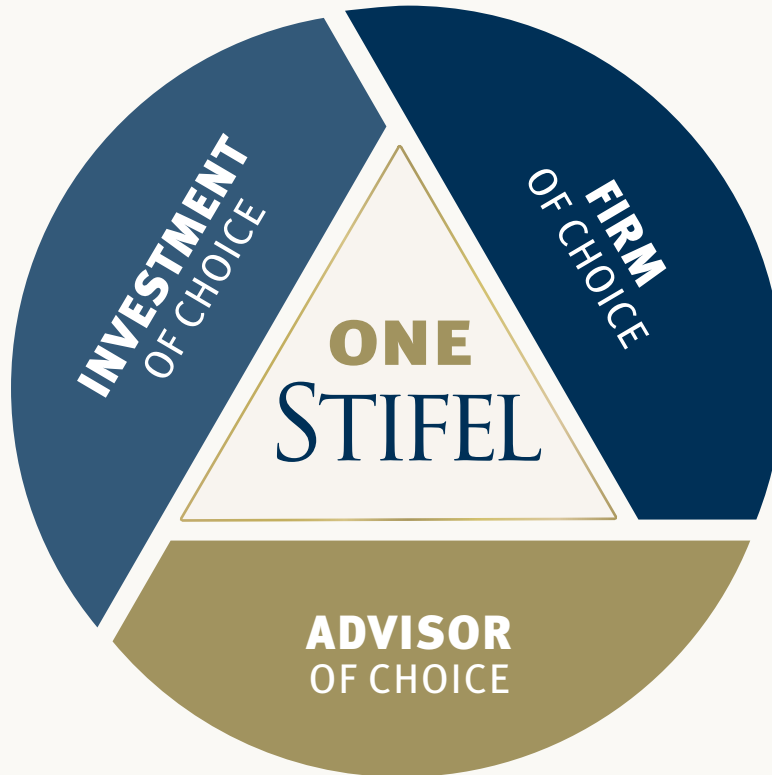 INVESTMENT
OF CHOICE
FIRM
OF CHOICE
ONE
STIFEL
ADVISOR
OF CHOICE